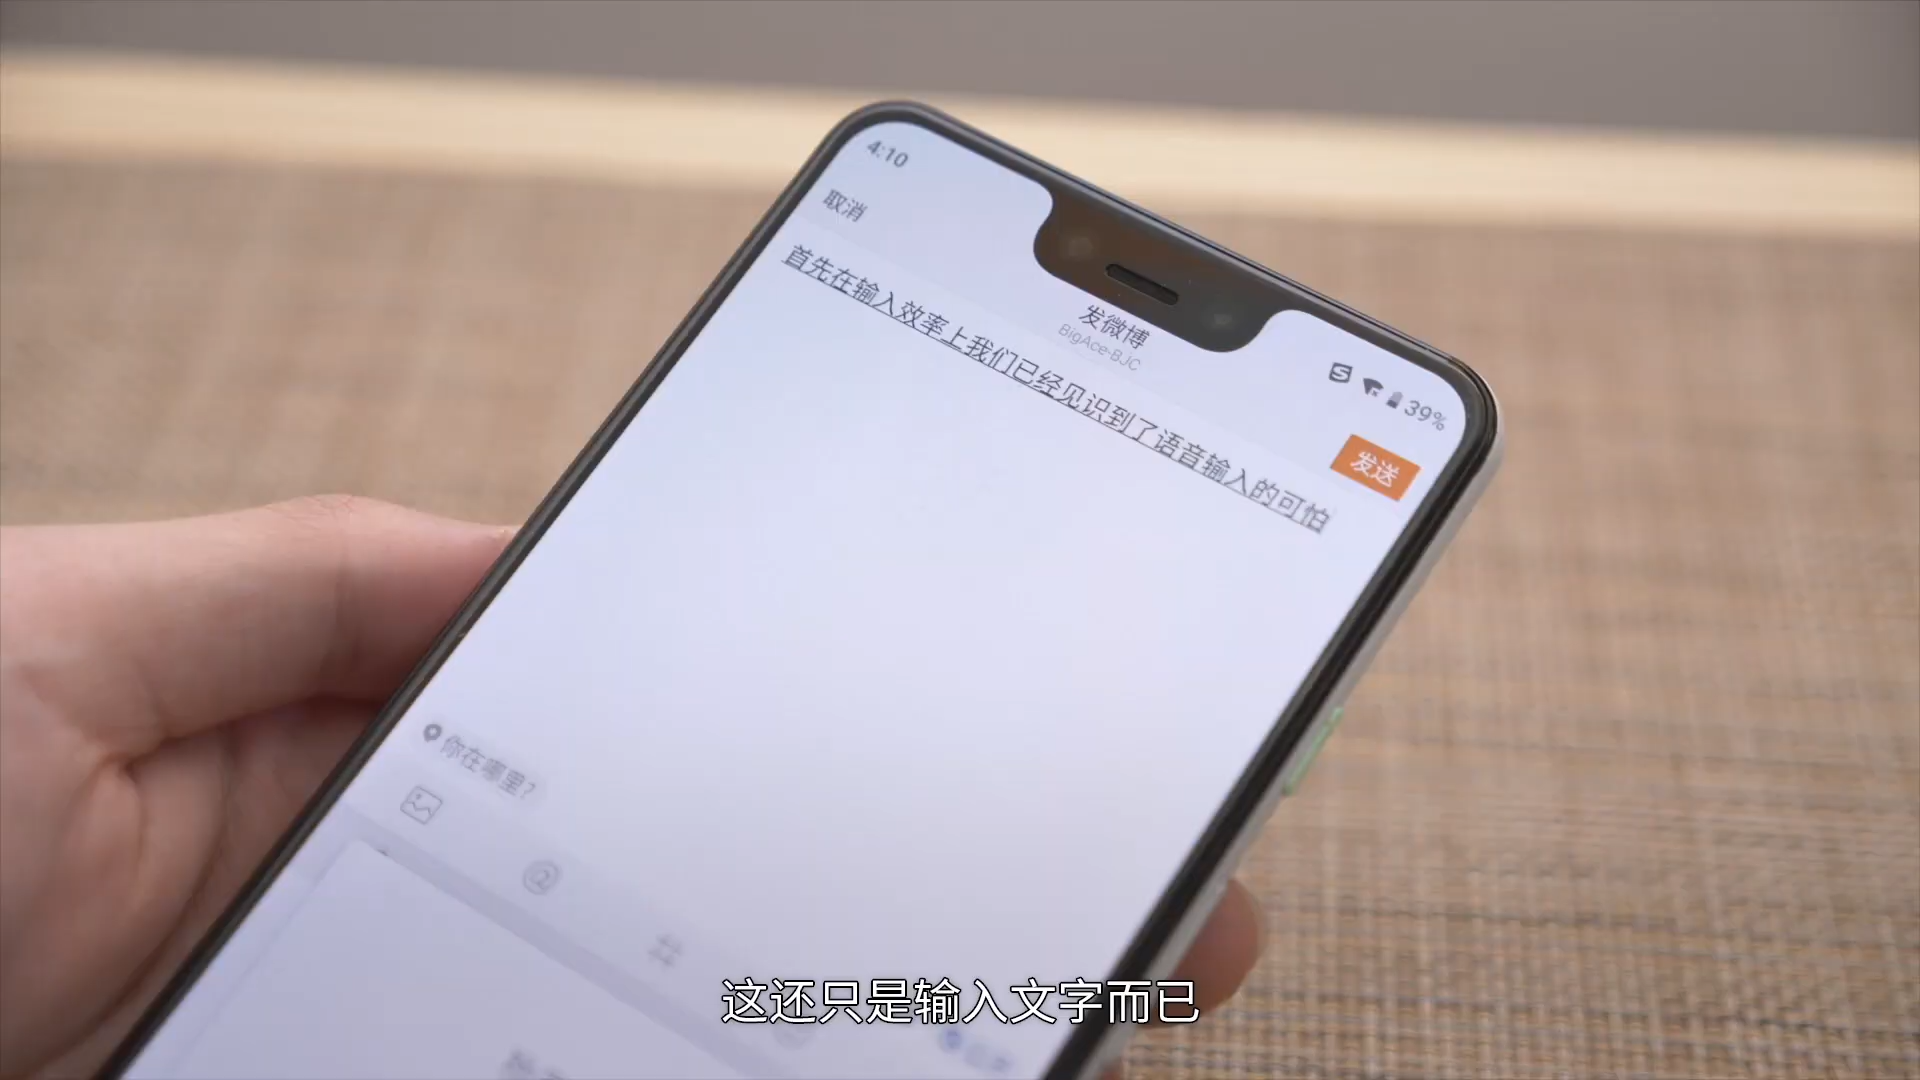 4:10
39%
取消
发微博
BigAce-BJC
发送
首先在输入效率上我们已经见识到了语音输入的可怕
你在哪里?
这还只是输入文字而已